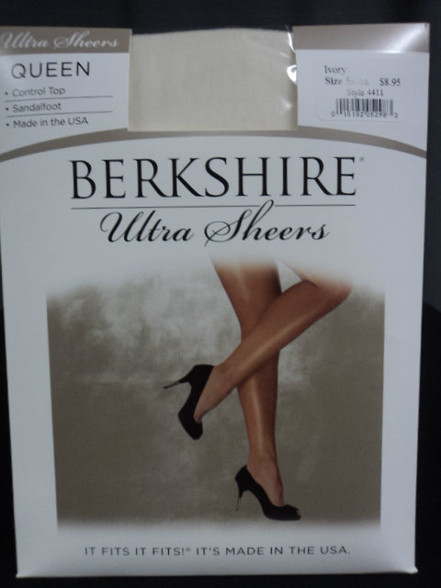 Ultra Sheers
QUEEN
• Control Top
• Sandalfoot
• Made in the USA
Ivory
Size $8.95
Style 4411
BERKSHIRE®
Ultra Sheers
IT FITS IT FITS!® IT'S MADE IN THE USA.